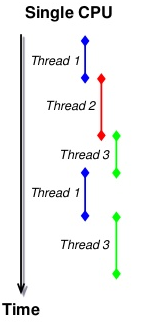 Single CPU
Thread 1
Thread 2
Thread 3
Thread 1
Thread 3
Time